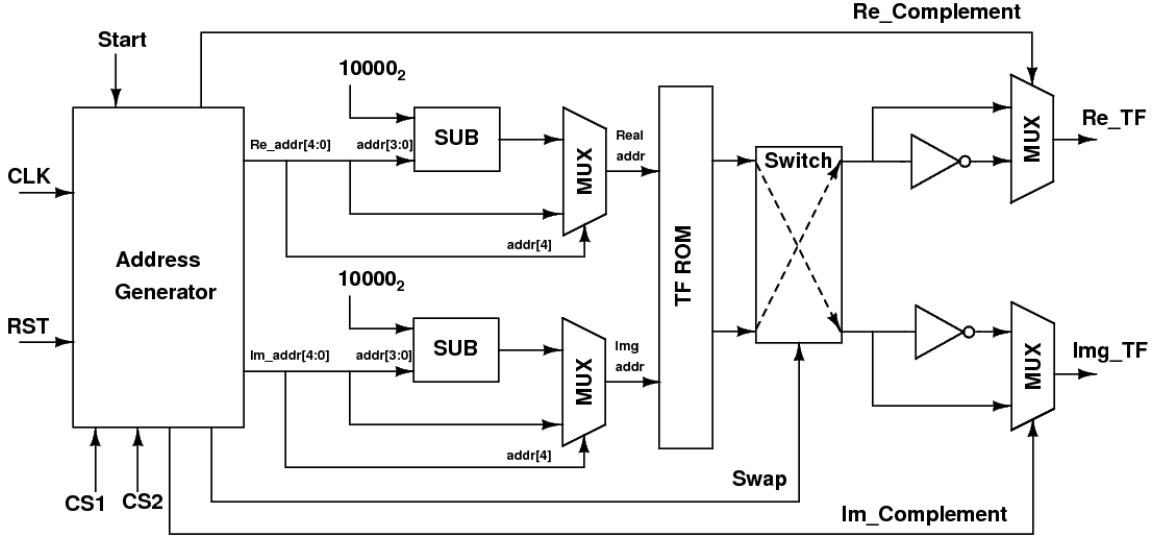 Re_Complement
Start
10000₂
Re_TF
MUX
SUB
Real
addr
Re_addr[4:0]
addr[3:0]
MUX
Switch
CLK
addr[4]
Address
Generator
TF ROM
10000₂
RST
Im_addr[4:0]
addr[3:0]
SUB
Img
addr
MUX
MUX
Img_TF
addr[4]
Swap
CS1
CS2
Im_Complement